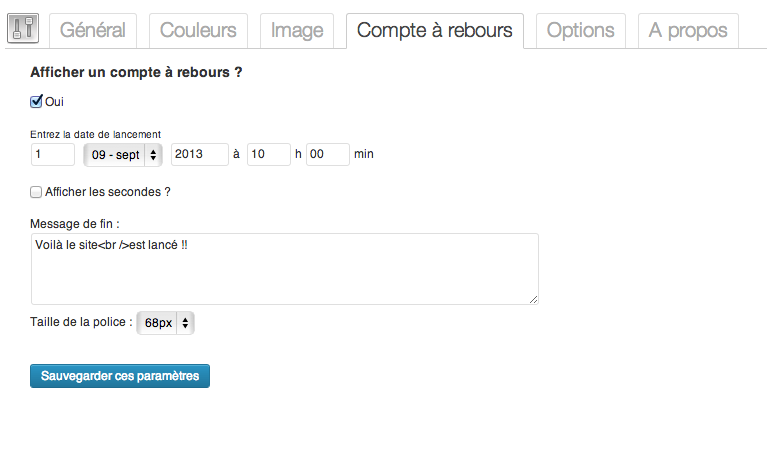 Général Couleurs Image Compte à rebours Options A propos
Afficher un compte à rebours ?
Oui
Entrez la date de lancement
1 09 - sept 2013 à 10 h 00 min
Afficher les secondes ?
Message de fin :
Voilà le site<br />est lancé !!
Taille de la police : 68px
Sauvegarder ces paramètres